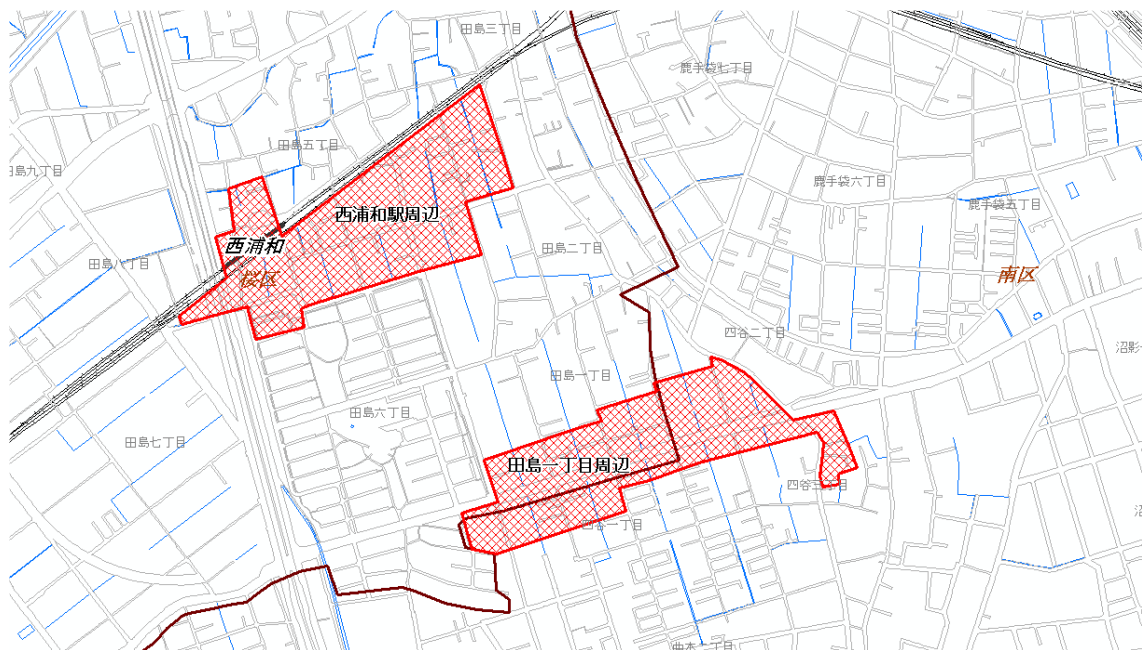 田島三丁目
鹿手袋七丁目
田島五丁目
島九丁目
鹿手袋六丁目
鹿手袋五丁目
西浦和駅周辺
西浦和
田島二丁目
田島八丁目
桜区
南区
四谷二丁目
沼影
田島一丁目
田島六丁目
田島七丁目
田島一丁目周辺
四谷三丁目
四谷一丁目